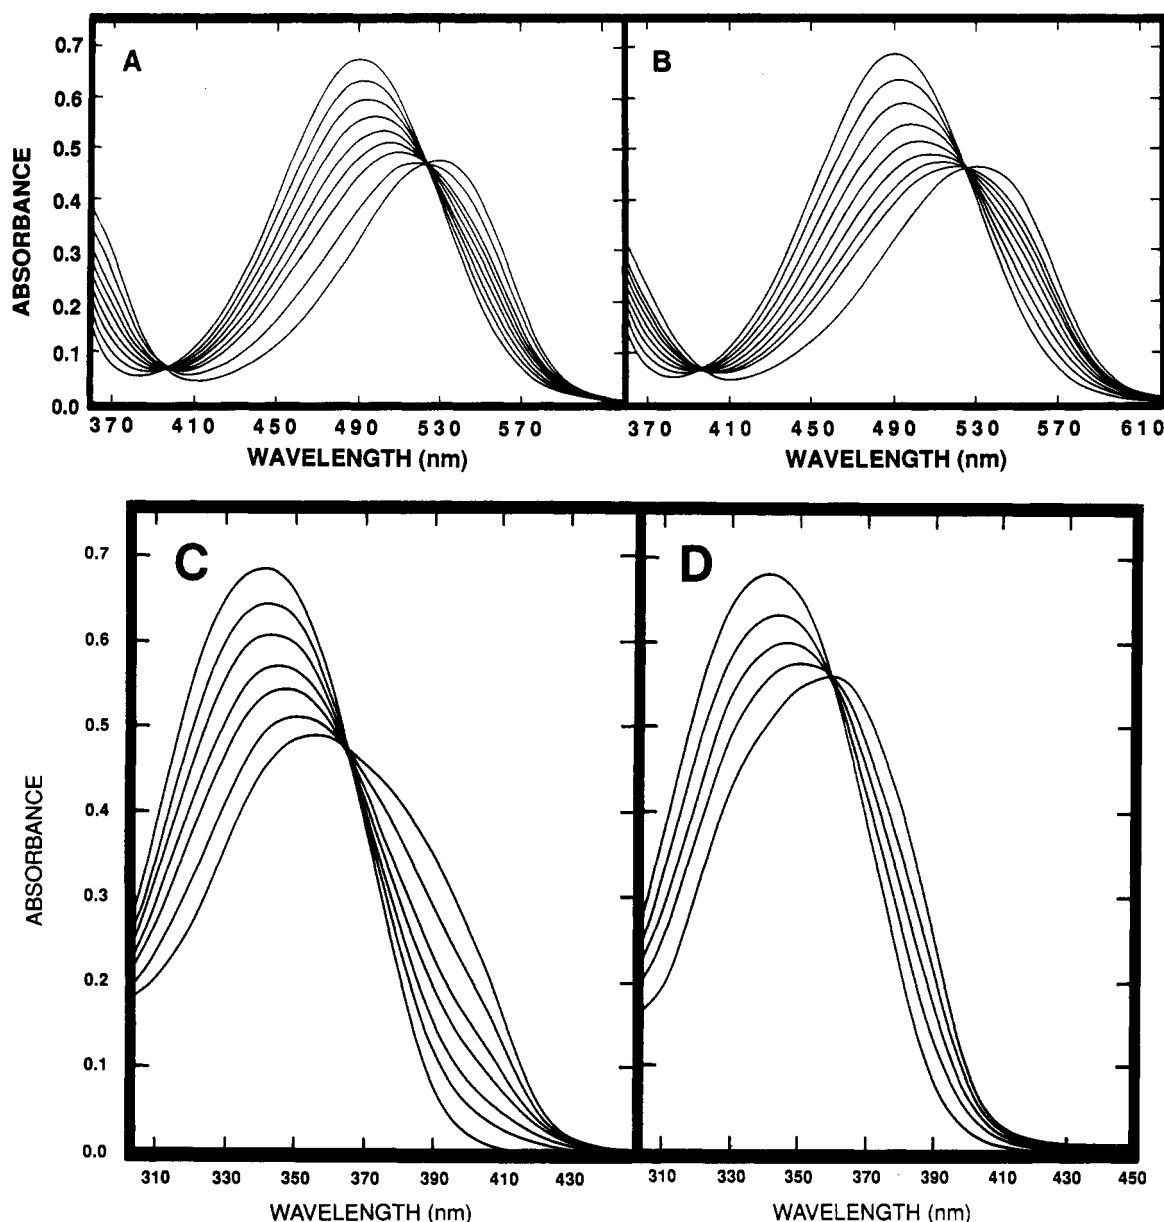 A
B
0.7
0.6
0.5
0.4
0.3
0.2
0.1
0.0
ABSORBANCE
370 410 450 490 530 570
370 410 450 490 530 570 610
WAVELENGTH (nm)
WAVELENGTH (nm)
C
D
0.7
0.6
0.5
0.4
0.3
0.2
0.1
0.0
ABSORBANCE
310 330 350 370 390 410 430
310 330 350 370 390 410 430 450
WAVELENGTH (nm)
WAVELENGTH (nm)